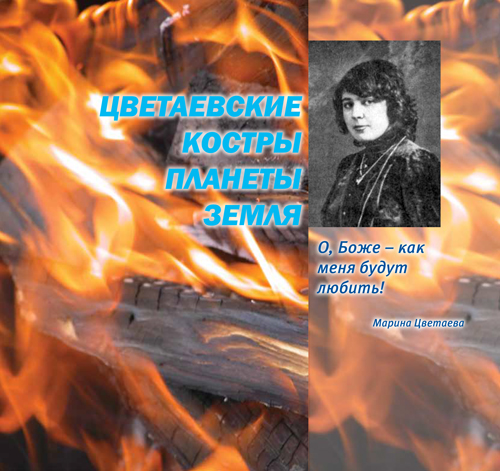 ЦВЕТАЕВСКИЕ
КОСТРЫ
ПЛАНЕТЫ
ЗЕМЛЯ
О, Боже – как
меня будут
любить!
Марина Цветаева